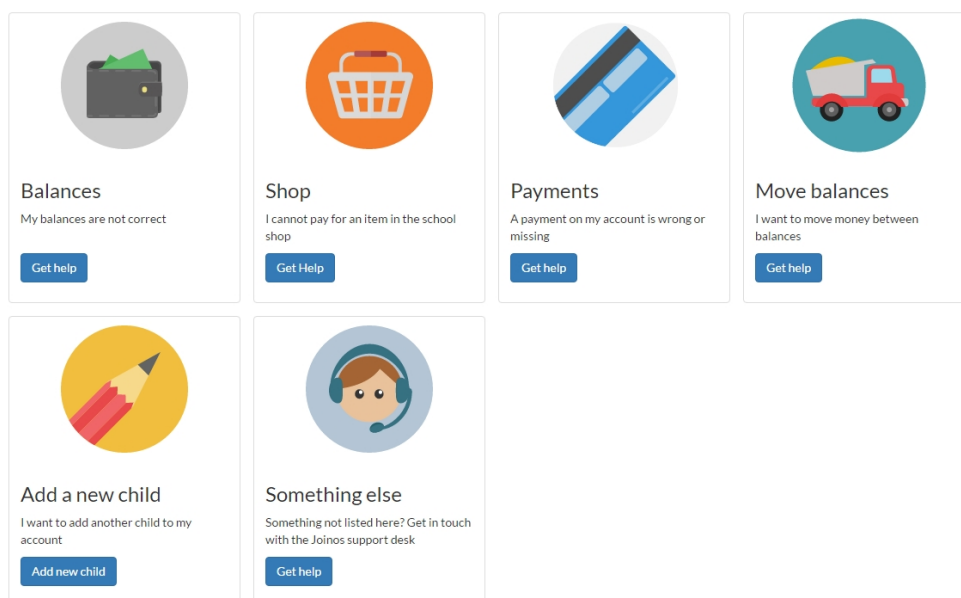 Balances
My balances are not correct
Get help
Shop
I cannot pay for an item in the school
shop
Get Help
Payments
A payment on my account is wrong or
missing
Get help
Move balances
I want to move money between
balances
Get help
Add a new child
I want to add another child to my
account
Add new child
Something else
Something not listed here? Get in touch
with the Joinos support desk
Get help